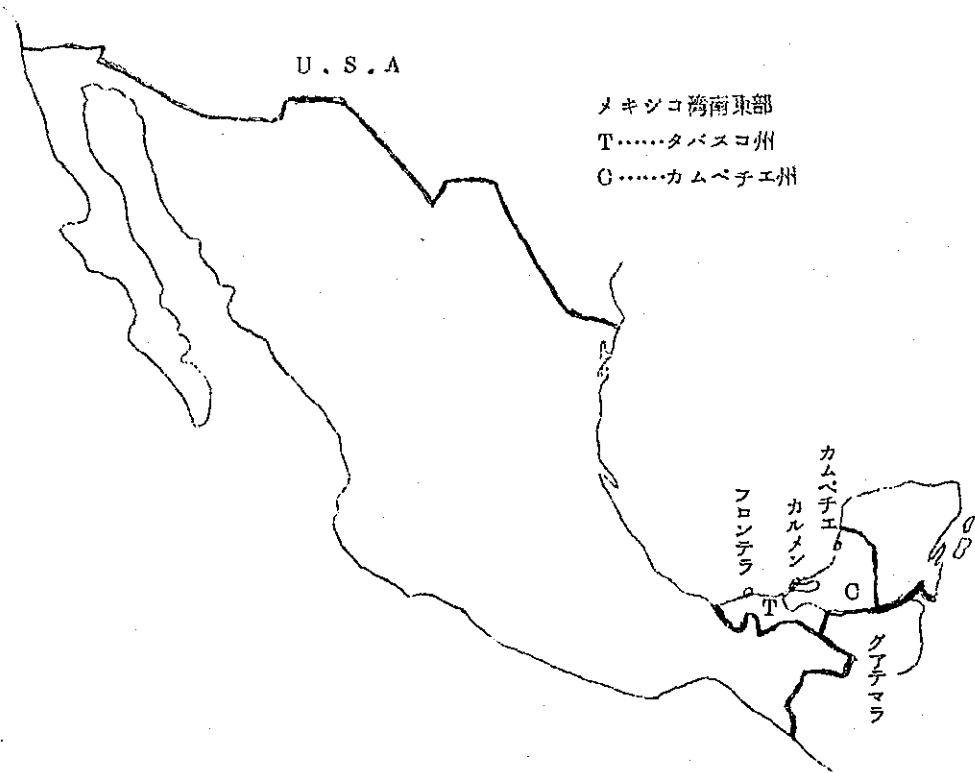 U.S.A
メキシコ湾南東部
T……タバスコ州
C……カムペチエ州
カムペチエ
カルメン
フロンテラ
T
C
グアテマラ